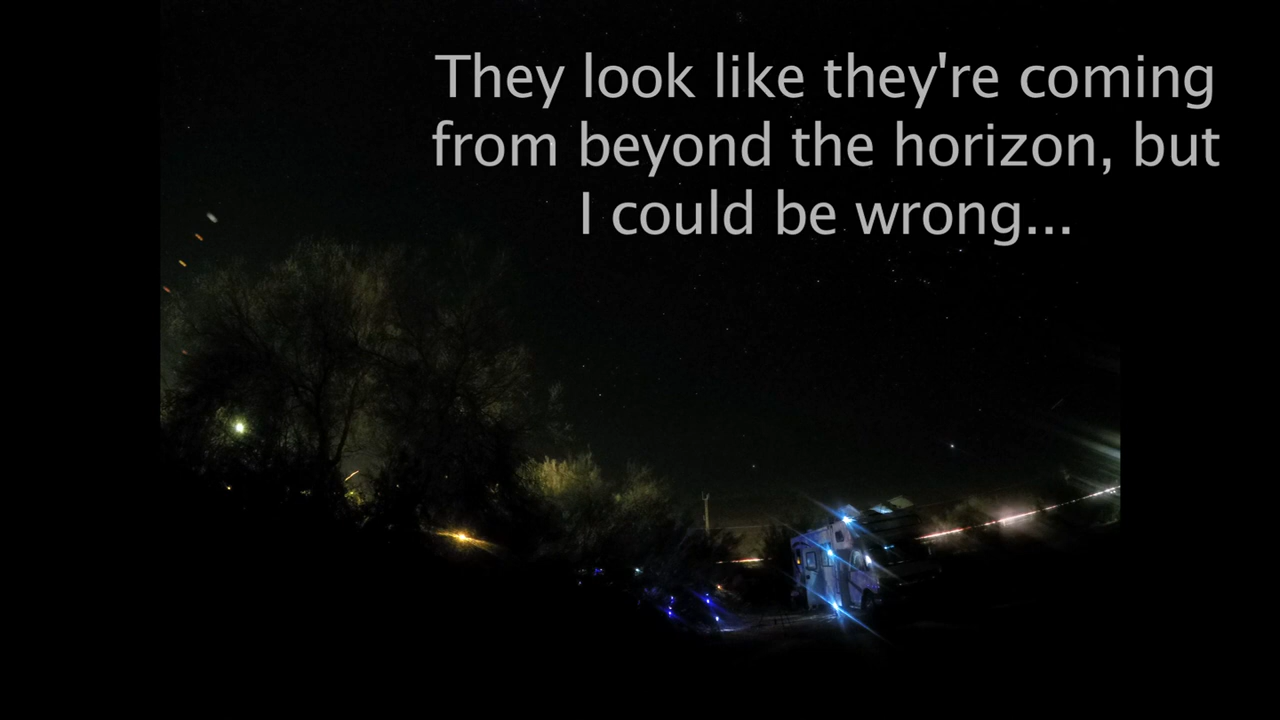 They look like they're coming
from beyond the horizon, but
I could be wrong...